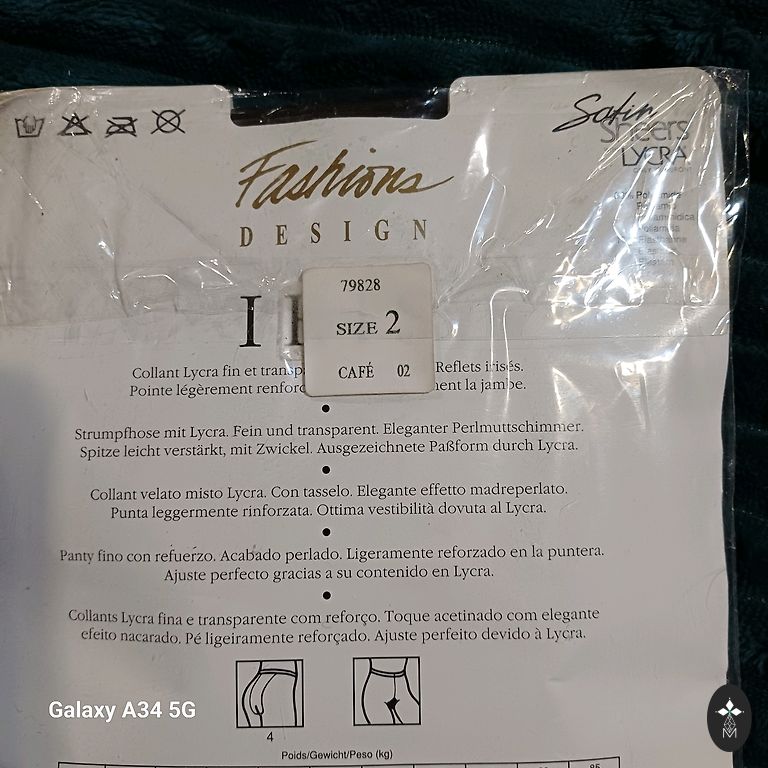 Satin
Sheers
LYCRA
Fashions
DESIGN
79828
SIZE 2
CAFÉ 02
I
Collant Lycra fin et Reflets irisés.
Pointe légèrement la jambe.
Strumpfhose mit Lycra. Fein und transparent. Eleganter Perlmuttschimmer.
Spitze leicht verstärkt, mit Zwickel. Ausgezeichnete Paßform durch Lycra.
Collant velato misto Lycra. Con tasselo. Elegante effetto madreperlato.
Punta leggermente rinforzata. Ottima vestibilità dovuta al Lycra.
Panty fino con refuerzo. Acabado perlado. Ligeramente reforzado en la puntera.
Ajuste perfecto gracias a su contenido en Lycra.
Collants Lycra fina e transparente com reforço. Toque acetinado com elegante
efeito nacarado. Pé ligeiramente reforçado. Ajuste perfeito devido à Lycra.
4
Poids/Gewicht/Peso (kg)
85
Galaxy A34 5G
M